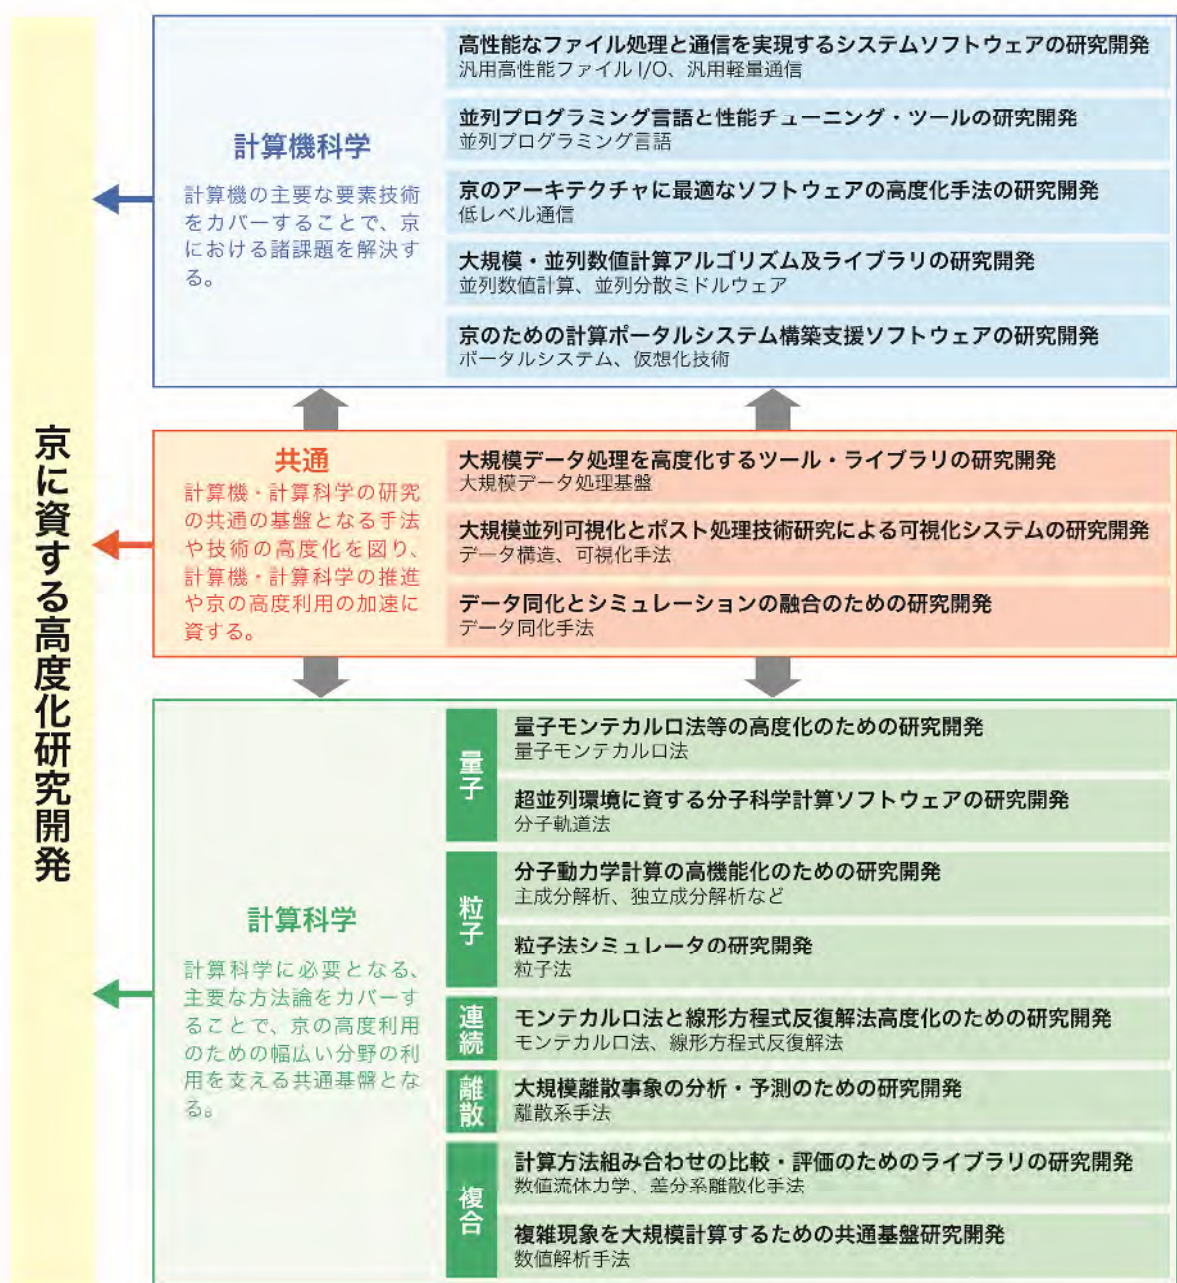 京に資する高度化研究開発
計算機科学
計算機の主要な要素技術
をカバーすることで、京
における諸課題を解決す
る。
高性能なファイル処理と通信を実現するシステムソフトウェアの研究開発
汎用高性能ファイル I/O、汎用軽量通信
並列プログラミング言語と性能チューニング・ツールの研究開発
並列プログラミング言語
京のアーキテクチャに最適なソフトウェアの高度化手法の研究開発
低レベル通信
大規模・並列数値計算アルゴリズム及ライブラリの研究開発
並列数値計算、並列分散ミドルウェア
京のための計算ポータルシステム構築支援ソフトウェアの研究開発
ポータルシステム、仮想化技術
共通
計算機・計算科学の研究
の共通の基盤となる手法
や技術の高度化を図り、
計算機・計算科学の推進
や京の高度利用の加速に
資する。
大規模データ処理を高度化するツール・ライブラリの研究開発
大規模データ処理基盤
大規模並列可視化とポスト処理技術研究による可視化システムの研究開発
データ構造、可視化手法
データ同化とシミュレーションの融合のための研究開発
データ同化手法
計算科学
計算科学に必要となる、
主要な方法論をカバーす
ることで、京の高度利用
のための幅広い分野の利
用を支える共通基盤とな
る。
量子
量子モンテカルロ法等の高度化のための研究開発
量子モンテカルロ法
超並列環境に資する分子科学計算ソフトウェアの研究開発
分子軌道法
粒子
分子動力学計算の高機能化のための研究開発
主成分解析、独立成分解析など
粒子法シミュレータの研究開発
粒子法
連続
モンテカルロ法と線形方程式反復解法高度化のための研究開発
モンテカルロ法、線形方程式反復解法
離散
大規模離散事象の分析・予測のための研究開発
離散系手法
複合
計算方法組み合わせの比較・評価のためのライブラリの研究開発
数値流体力学、差分系離散化手法
複雑現象を大規模計算するための共通基盤研究開発
数値解析手法